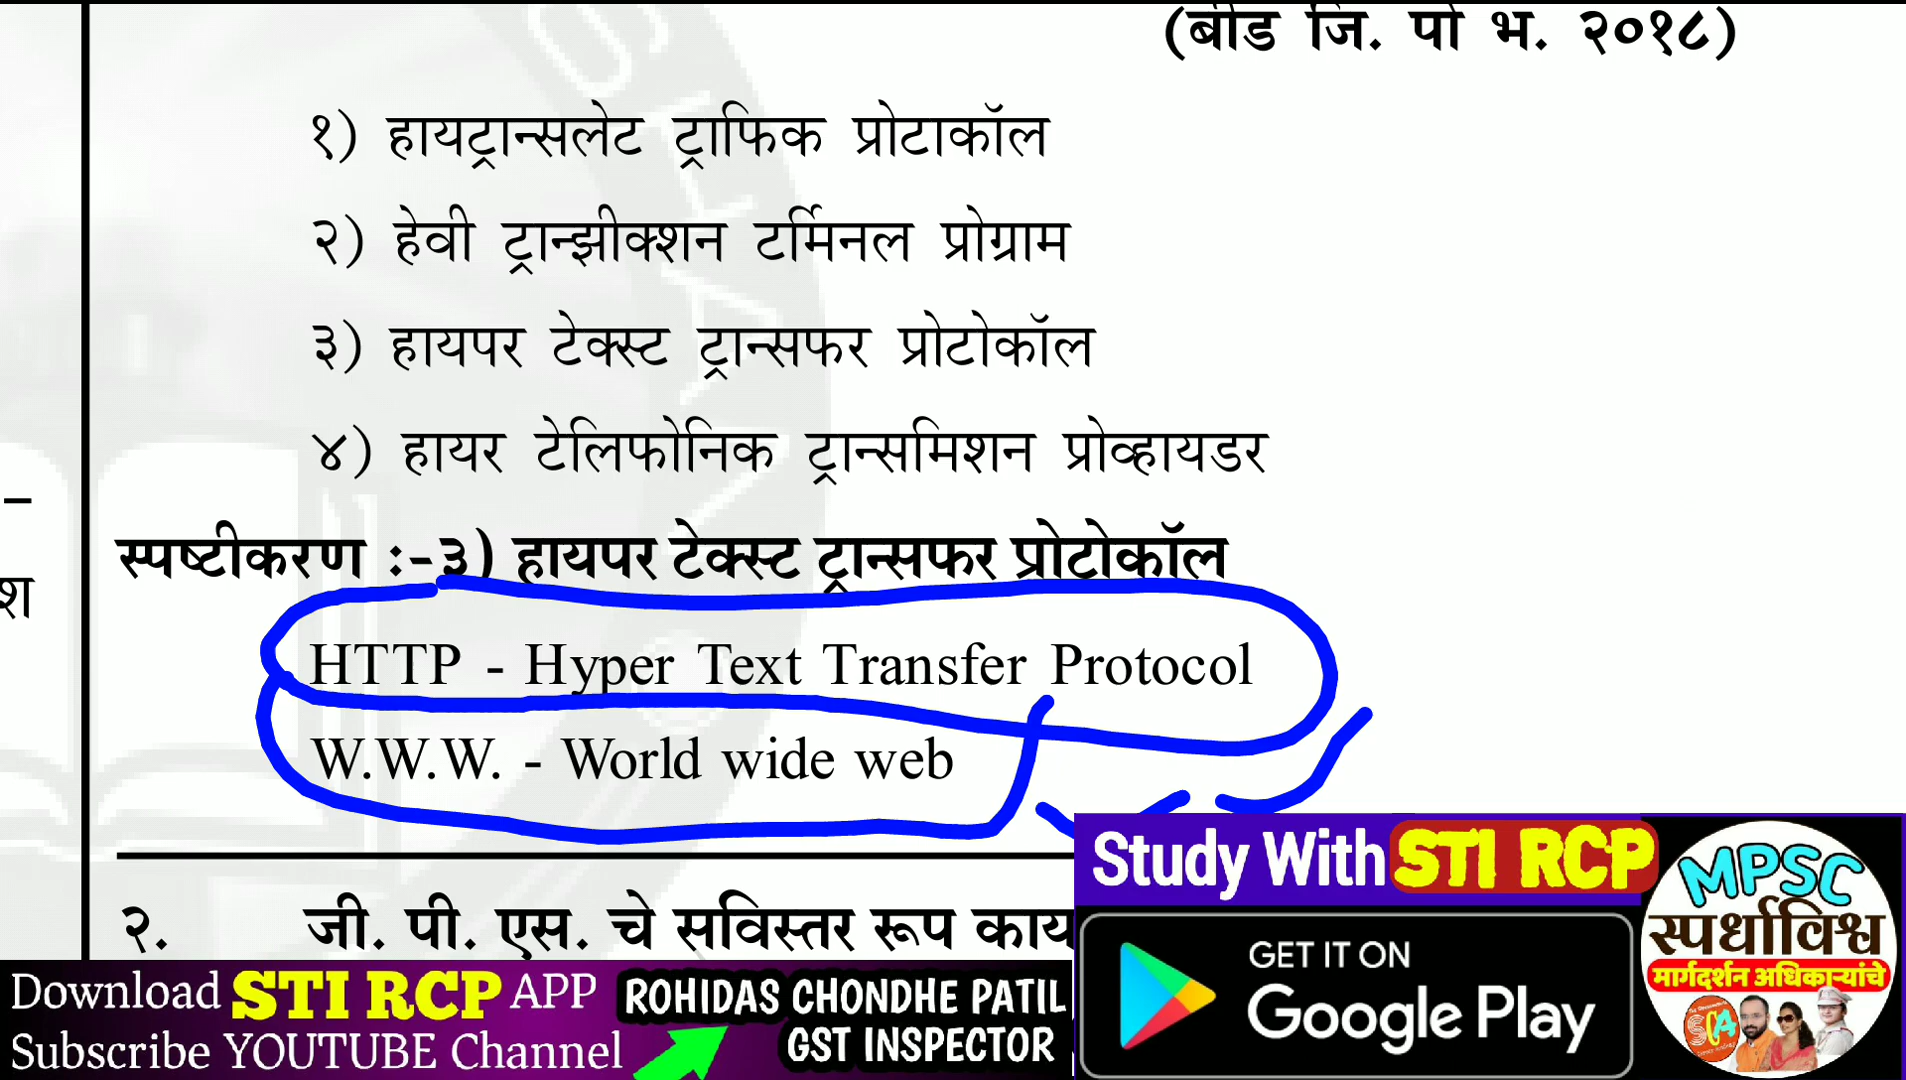 (बीड जि. पो भ. २०१८)
१) हायट्रान्सलेट ट्राफिक प्रोटाकॉल
२) हेवी ट्रान्झीक्शन टर्मिनल प्रोग्राम
३) हायपर टेक्स्ट ट्रान्सफर प्रोटोकॉल
४) हायर टेलिफोनिक ट्रान्समिशन प्रोव्हायडर
–
स्पष्टीकरण :-३) हायपर टेक्स्ट ट्रान्सफर प्रोटोकॉल
श
HTTP - Hyper Text Transfer Protocol
W.W.W. - World wide web
२. जी. पी. एस. चे सविस्तर रूप काय
Study With STI RCP
GET IT ON
Google Play
MPSC
स्पर्धाविश्व
मार्गदर्शन अधिकाऱ्यांचे
Download STI RCP APP
Subscribe YOUTUBE Channel
ROHIDAS CHONDHE PATIL
GST INSPECTOR